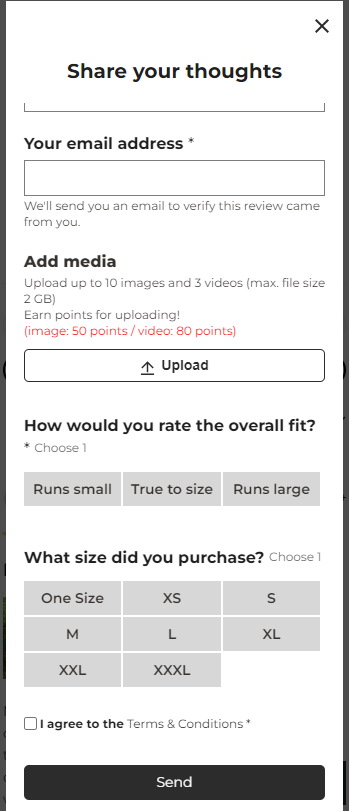 Share your thoughts
Your email address *
We'll send you an email to verify this review came
from you.
Add media
Upload up to 10 images and 3 videos (max. file size
2 GB)
Earn points for uploading!
(image: 50 points / video: 80 points)
Upload
How would you rate the overall fit?
* Choose 1
Runs small True to size Runs large
What size did you purchase? Choose 1
One Size XS S
M L XL
XXL XXXL
I agree to the Terms & Conditions *
Send